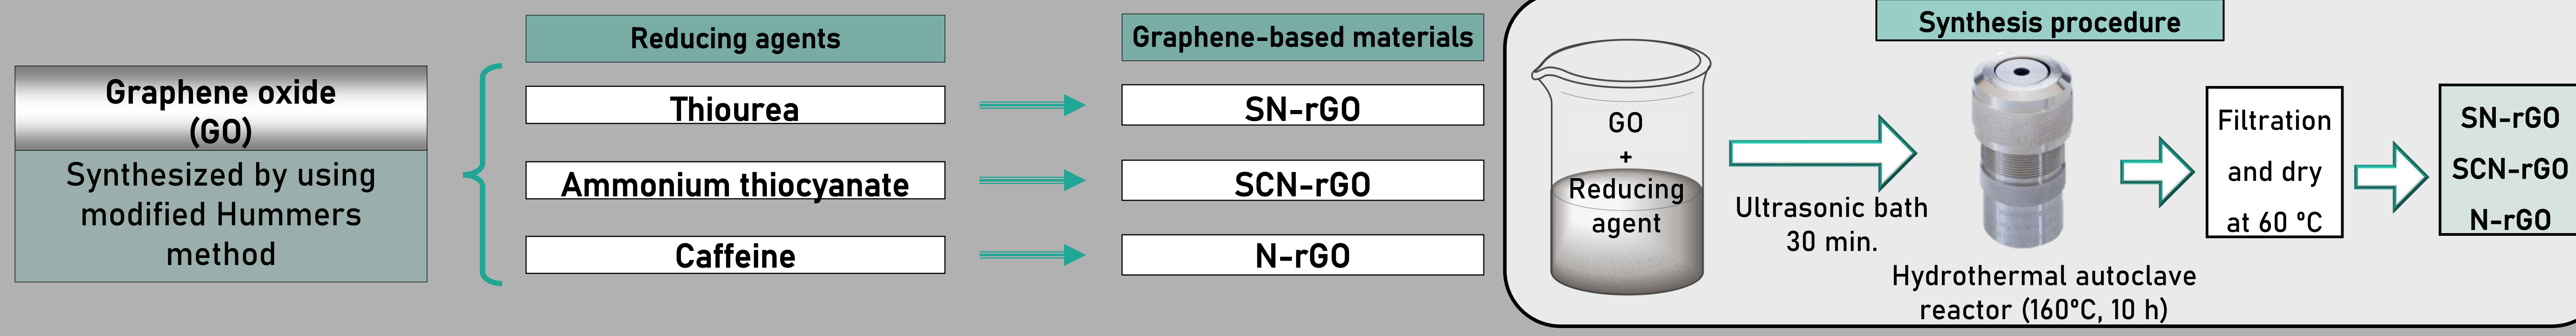 Graphene oxide
(GO)
Synthesized by using
modified Hummers
method
Reducing agents
Thiourea
Ammonium thiocyanate
Caffeine
Graphene-based materials
SN-rGO
SCN-rGO
N-rGO
Synthesis procedure
GO
+
Reducing
agent
Ultrasonic bath
30 min.
Hydrothermal autoclave
reactor (160ºC, 10 h)
Filtration
and dry
at 60 ºC
SN-rGO
SCN-rGO
N-rGO